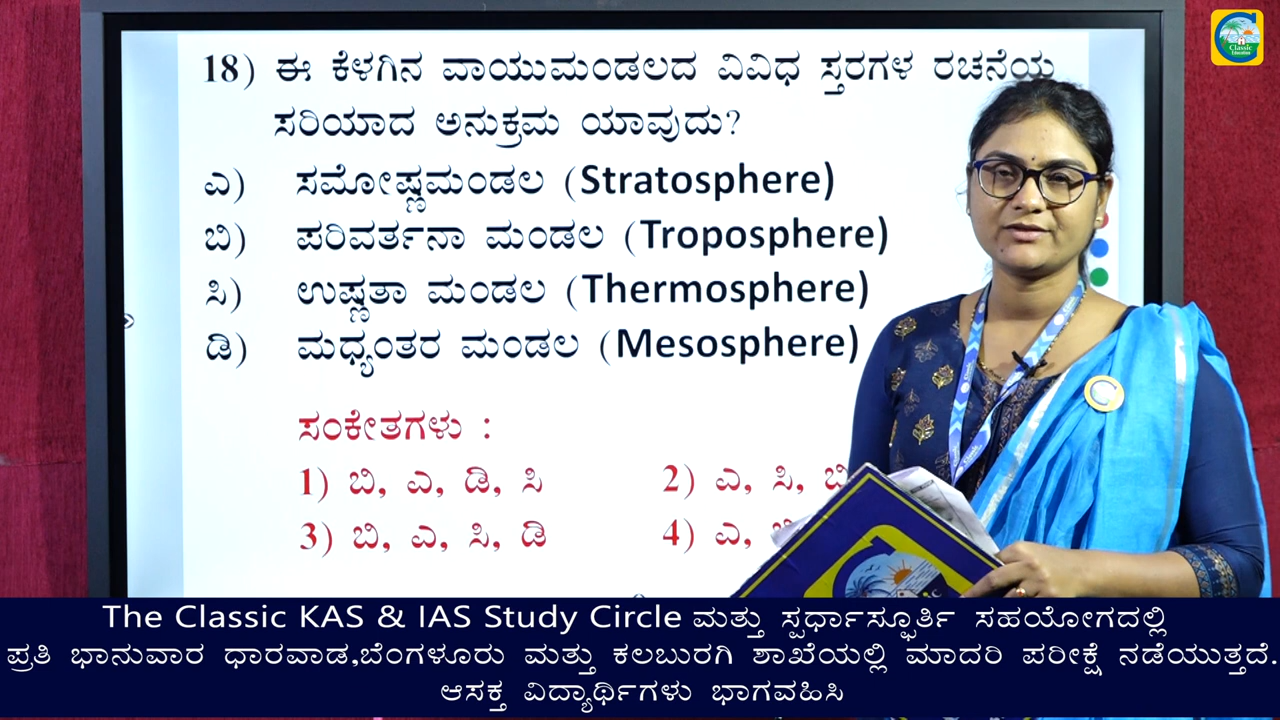 18) ಈ ಕೆಳಗಿನ ವಾಯುಮಂಡಲದ ವಿವಿಧ ಸ್ತರಗಳ ರಚನೆಯ
ಸರಿಯಾದ ಅನುಕ್ರಮ ಯಾವುದು?
ಎ) ಸಮೋಷ್ಣಮಂಡಲ (Stratosphere)
ಬಿ) ಪರಿವರ್ತನಾ ಮಂಡಲ (Troposphere)
ಸಿ) ಉಷ್ಣತಾ ಮಂಡಲ (Thermosphere)
ಡಿ) ಮಧ್ಯಂತರ ಮಂಡಲ (Mesosphere)
ಸಂಕೇತಗಳು :
1) ಬಿ, ಎ, ಡಿ, ಸಿ 2) ಎ, ಸಿ, ಬಿ
3) ಬಿ, ಎ, ಸಿ, ಡಿ 4) ಎ,
Classic
Education
The Classic KAS & IAS Study Circle ಮತ್ತು ಸ್ಪರ್ಧಾಸ್ಫೂರ್ತಿ ಸಹಯೋಗದಲ್ಲಿ
ಪ್ರತಿ ಭಾನುವಾರ ಧಾರವಾಡ,ಬೆಂಗಳೂರು ಮತ್ತು ಕಲಬುರಗಿ ಶಾಖೆಯಲ್ಲಿ ಮಾದರಿ ಪರೀಕ್ಷೆ ನಡೆಯುತ್ತದೆ.
ಆಸಕ್ತ ವಿದ್ಯಾರ್ಥಿಗಳು ಭಾಗವಹಿಸಿ